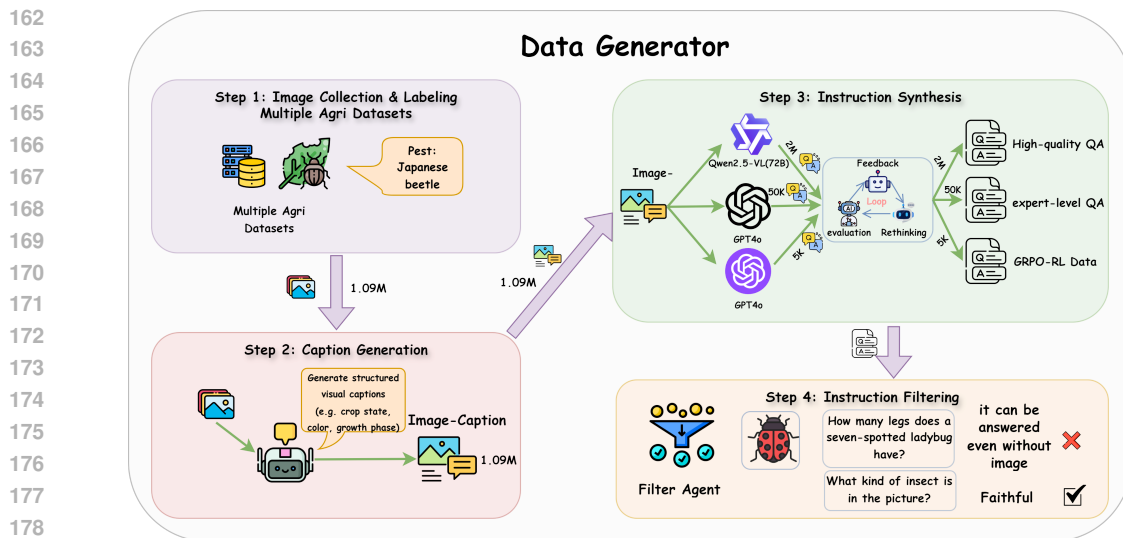 162
163
164
165
166
167
168
169
170
171
172
173
174
175
176
177
178
Data Generator
Step 1: Image Collection & Labeling
Multiple Agri Datasets
Pest:
Japanese
beetle
Multiple Agri
Datasets
1.09M
Step 2: Caption Generation
Generate structured
visual captions
(e.g. crop state,
color, growth phase)
Image-Caption
1.09M
1.09M
Step 3: Instruction Synthesis
Image-
Qwen2.5-VL(72B)
GPT4o
GPT4o
2M
Q
A
50K
Q
A
5K
Q
A
Feedback
Loop
AI
evaluation
Rethinking
2M
50K
5K
Q
A
High-quality QA
Q
A
expert-level QA
Q
A
GRPO-RL Data
Q
A
Step 4: Instruction Filtering
Filter Agent
How many legs does a
seven-spotted ladybug
have?
it can be
answered
even without
image
What kind of insect is
in the picture?
Faithful